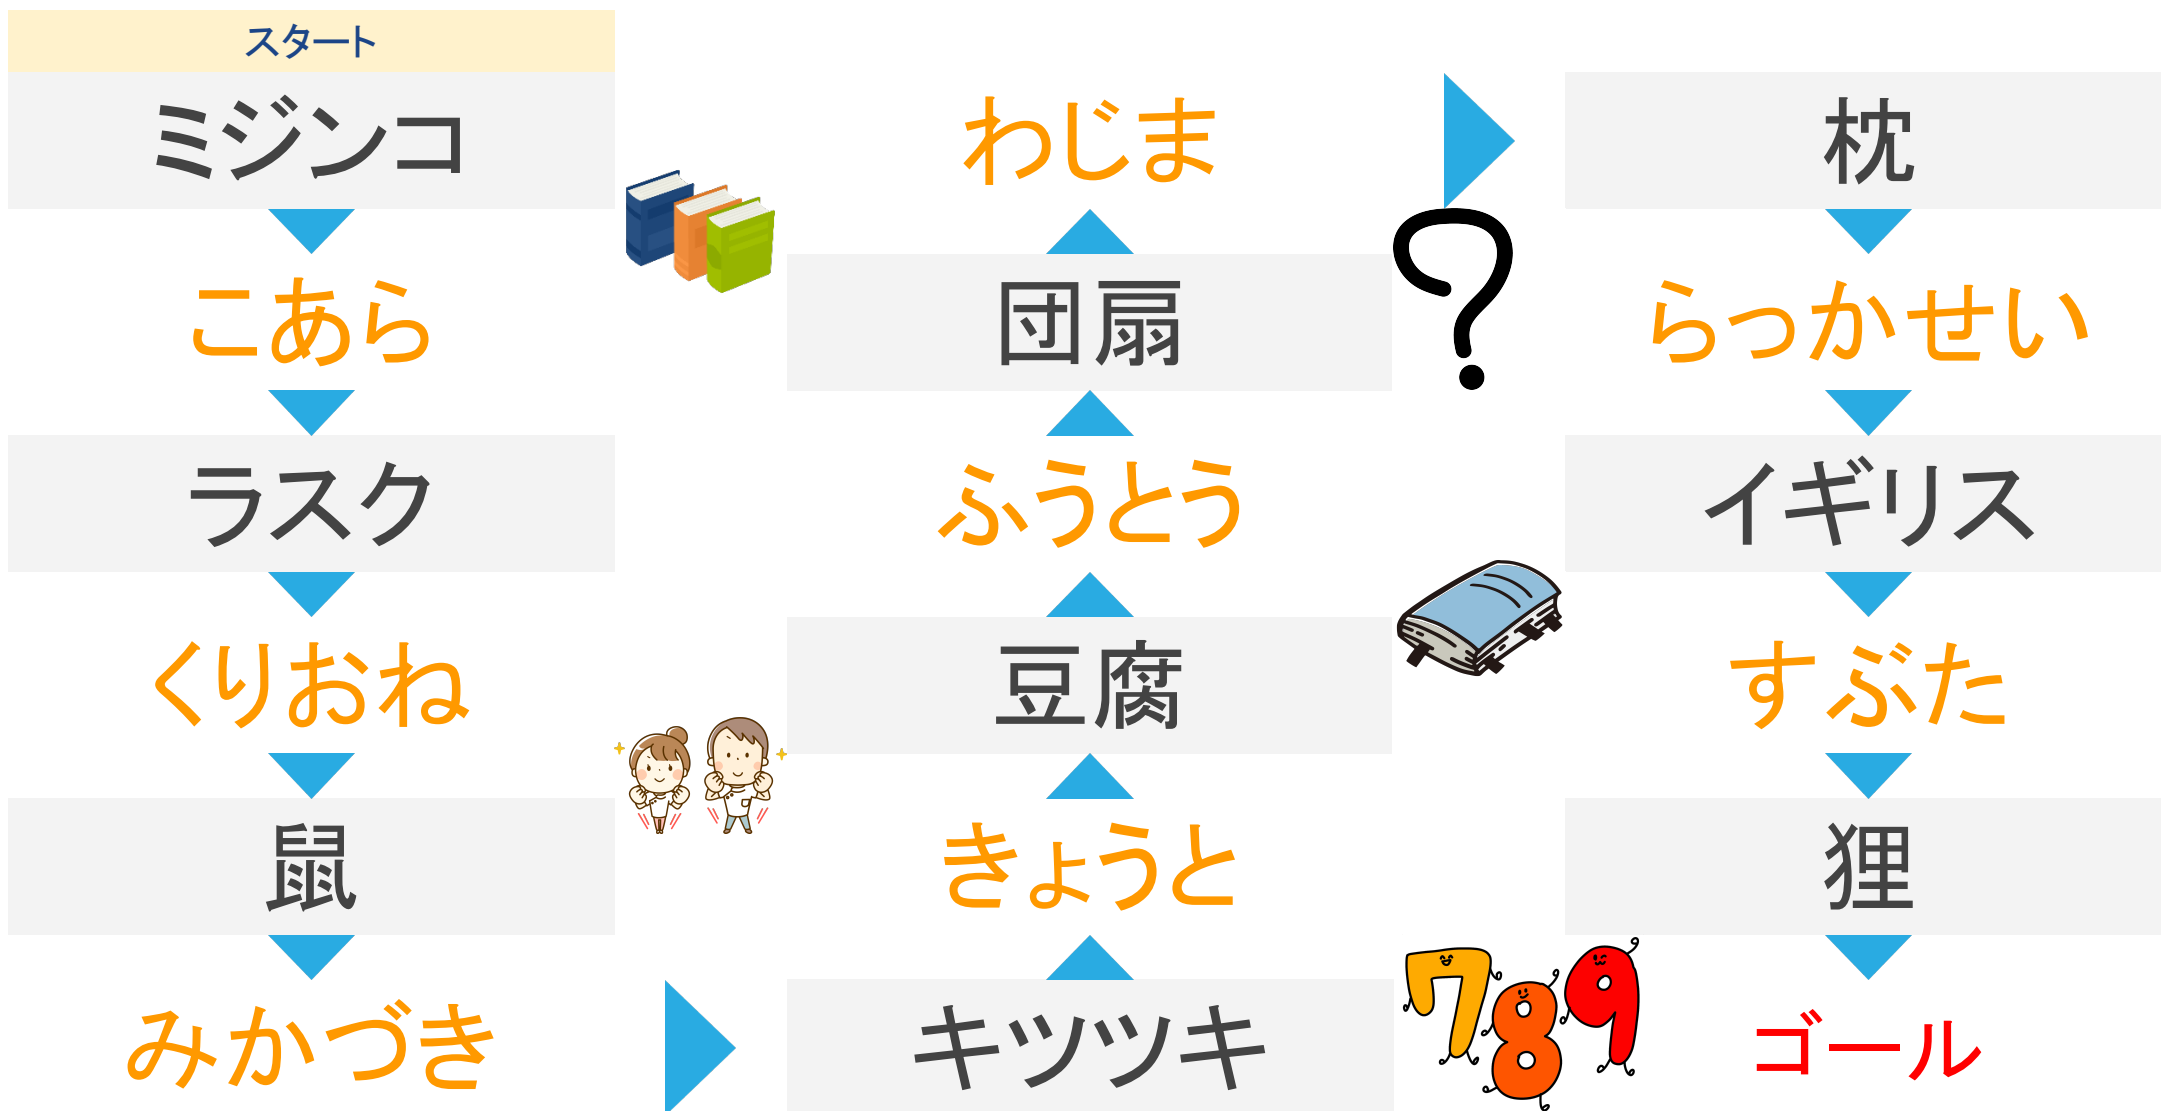 スタート
ミジンコ
こあら
ラスク
くりおね
鼠
みかづき
キツツキ
きょうと
豆腐
ふうとう
団扇
わじま
?
枕
らっかせい
イギリス
すぶた
狸
789
ゴール